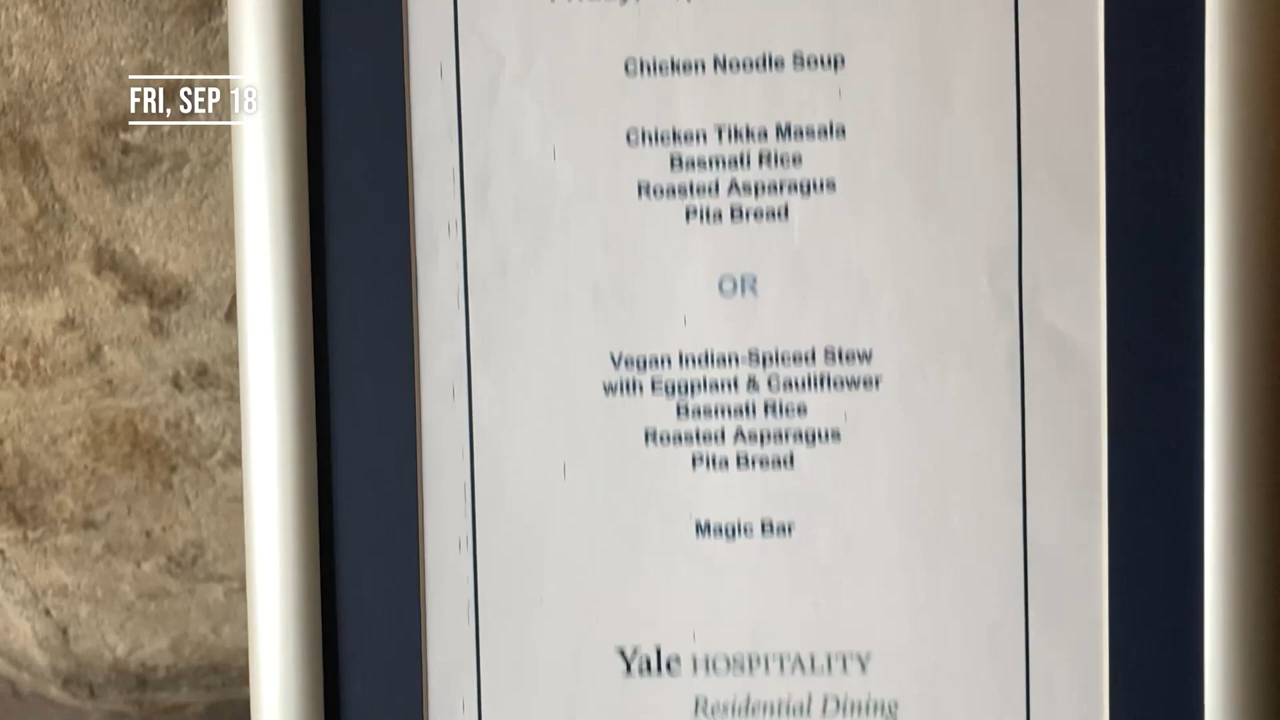 FRI, SEP 18
Chicken Noodle Soup
Chicken Tikka Masala
Basmati Rice
Roasted Asparagus
Pita Bread
OR
Vegan Indian-Spiced Stew
with Eggplant & Cauliflower
Basmati Rice
Roasted Asparagus
Pita Bread
Magic Bar
Yale HOSPITALITY
Residential Dining